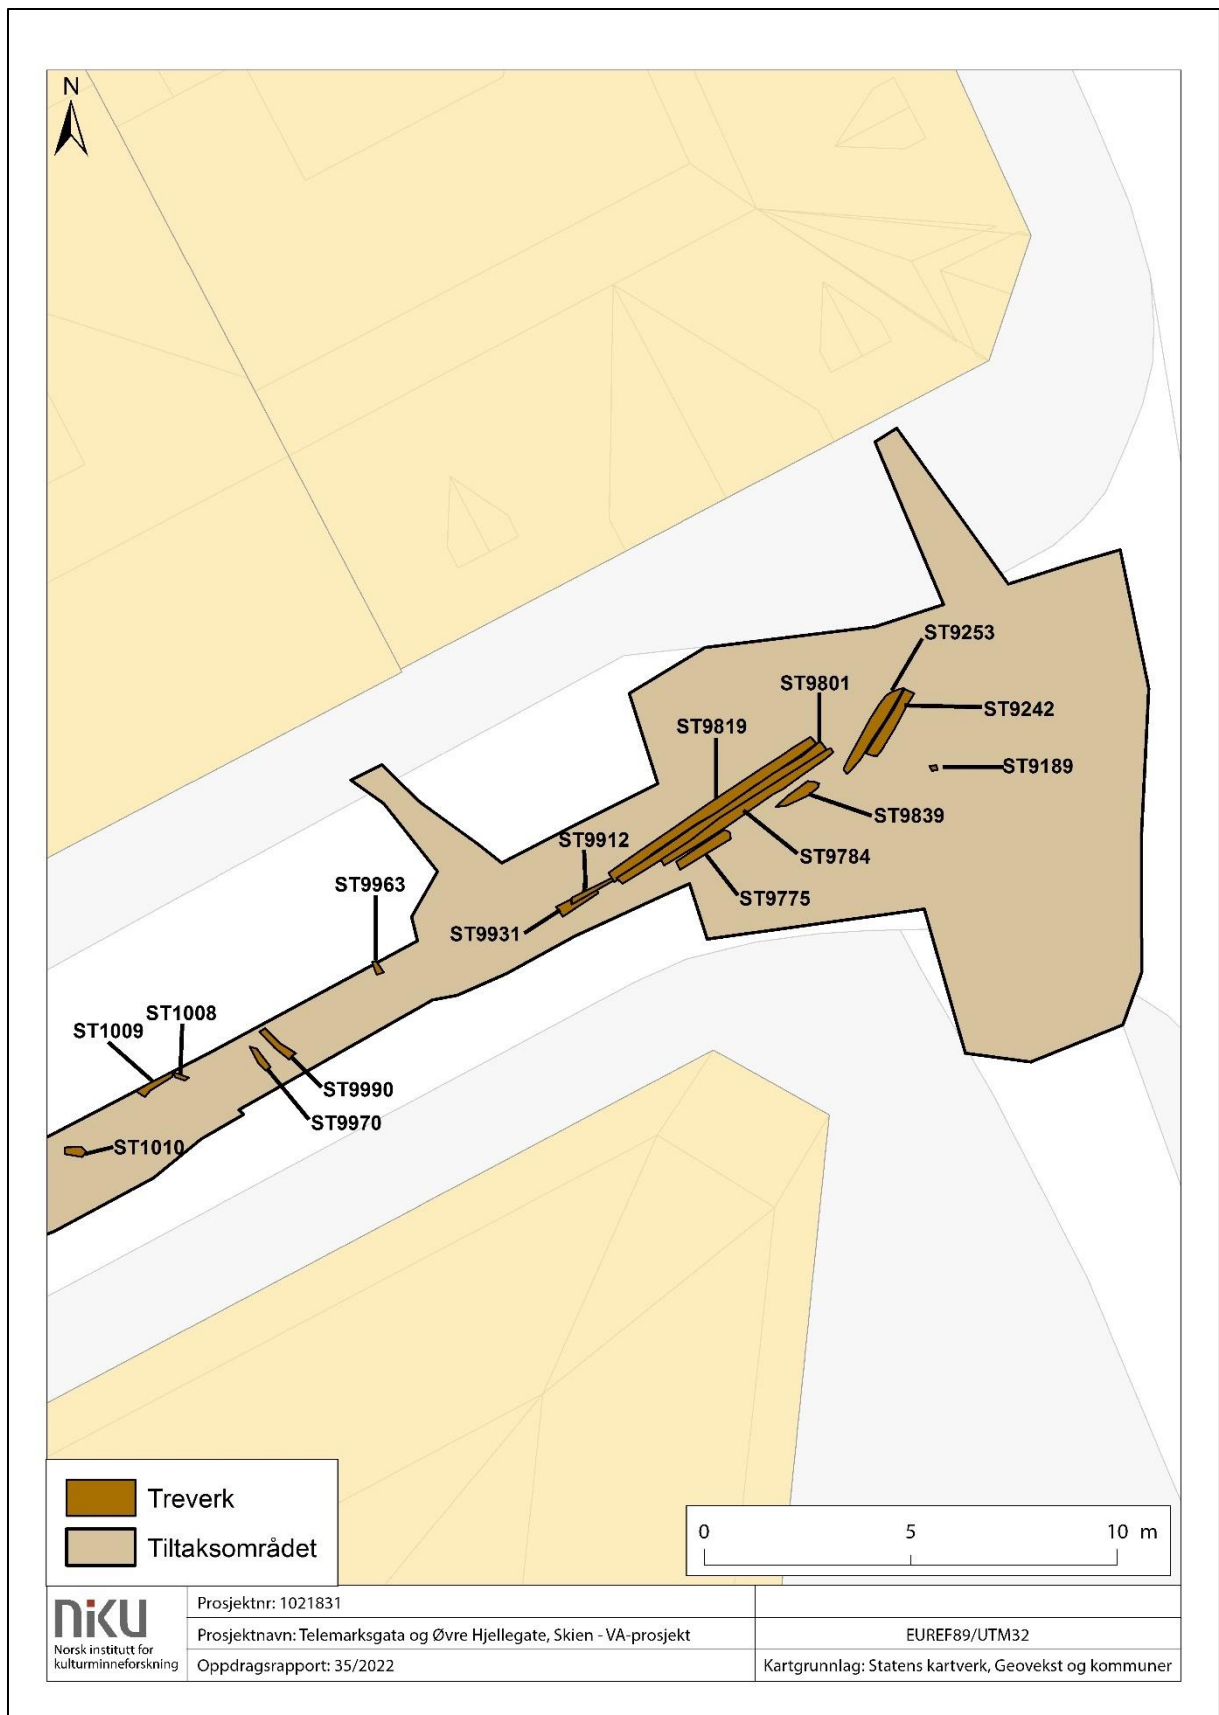 N
ST9253
ST9801
ST9242
ST9819
ST9189
ST9839
ST9912
ST9784
ST9963
ST9775
ST9931
ST1008
ST1009
ST9990
ST9970
ST1010
Treverk
Tiltaksområdet
0 5 10 m
niku
Norsk institutt for
kulturminneforskning
Prosjektnr: 1021831
Prosjektnavn: Telemarksgata og Øvre Hjellegate, Skien - VA-prosjekt
EUREF89/UTM32
Oppdragsrapport: 35/2022
Kartgrunnlag: Statens kartverk, Geovekst og kommuner